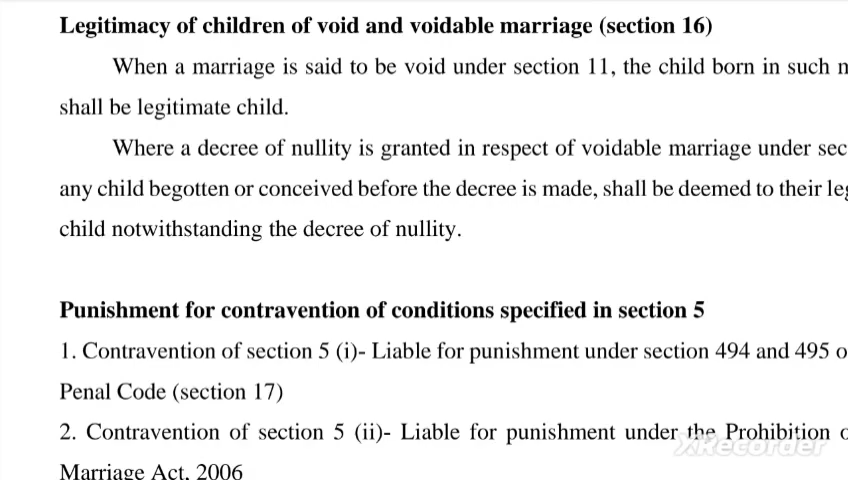 Legitimacy of children of void and voidable marriage (section 16)
When a marriage is said to be void under section 11, the child born in such
shall be legitimate child.
Where a decree of nullity is granted in respect of voidable marriage under
any child begotten or conceived before the decree is made, shall be deemed to their
child notwithstanding the decree of nullity.
Punishment for contravention of conditions specified in section 5
1. Contravention of section 5 (i)- Liable for punishment under section 494 and 495
Penal Code (section 17)
2. Contravention of section 5 (ii)- Liable for punishment under the Prohibition
Marriage Act, 2006
XRecorder